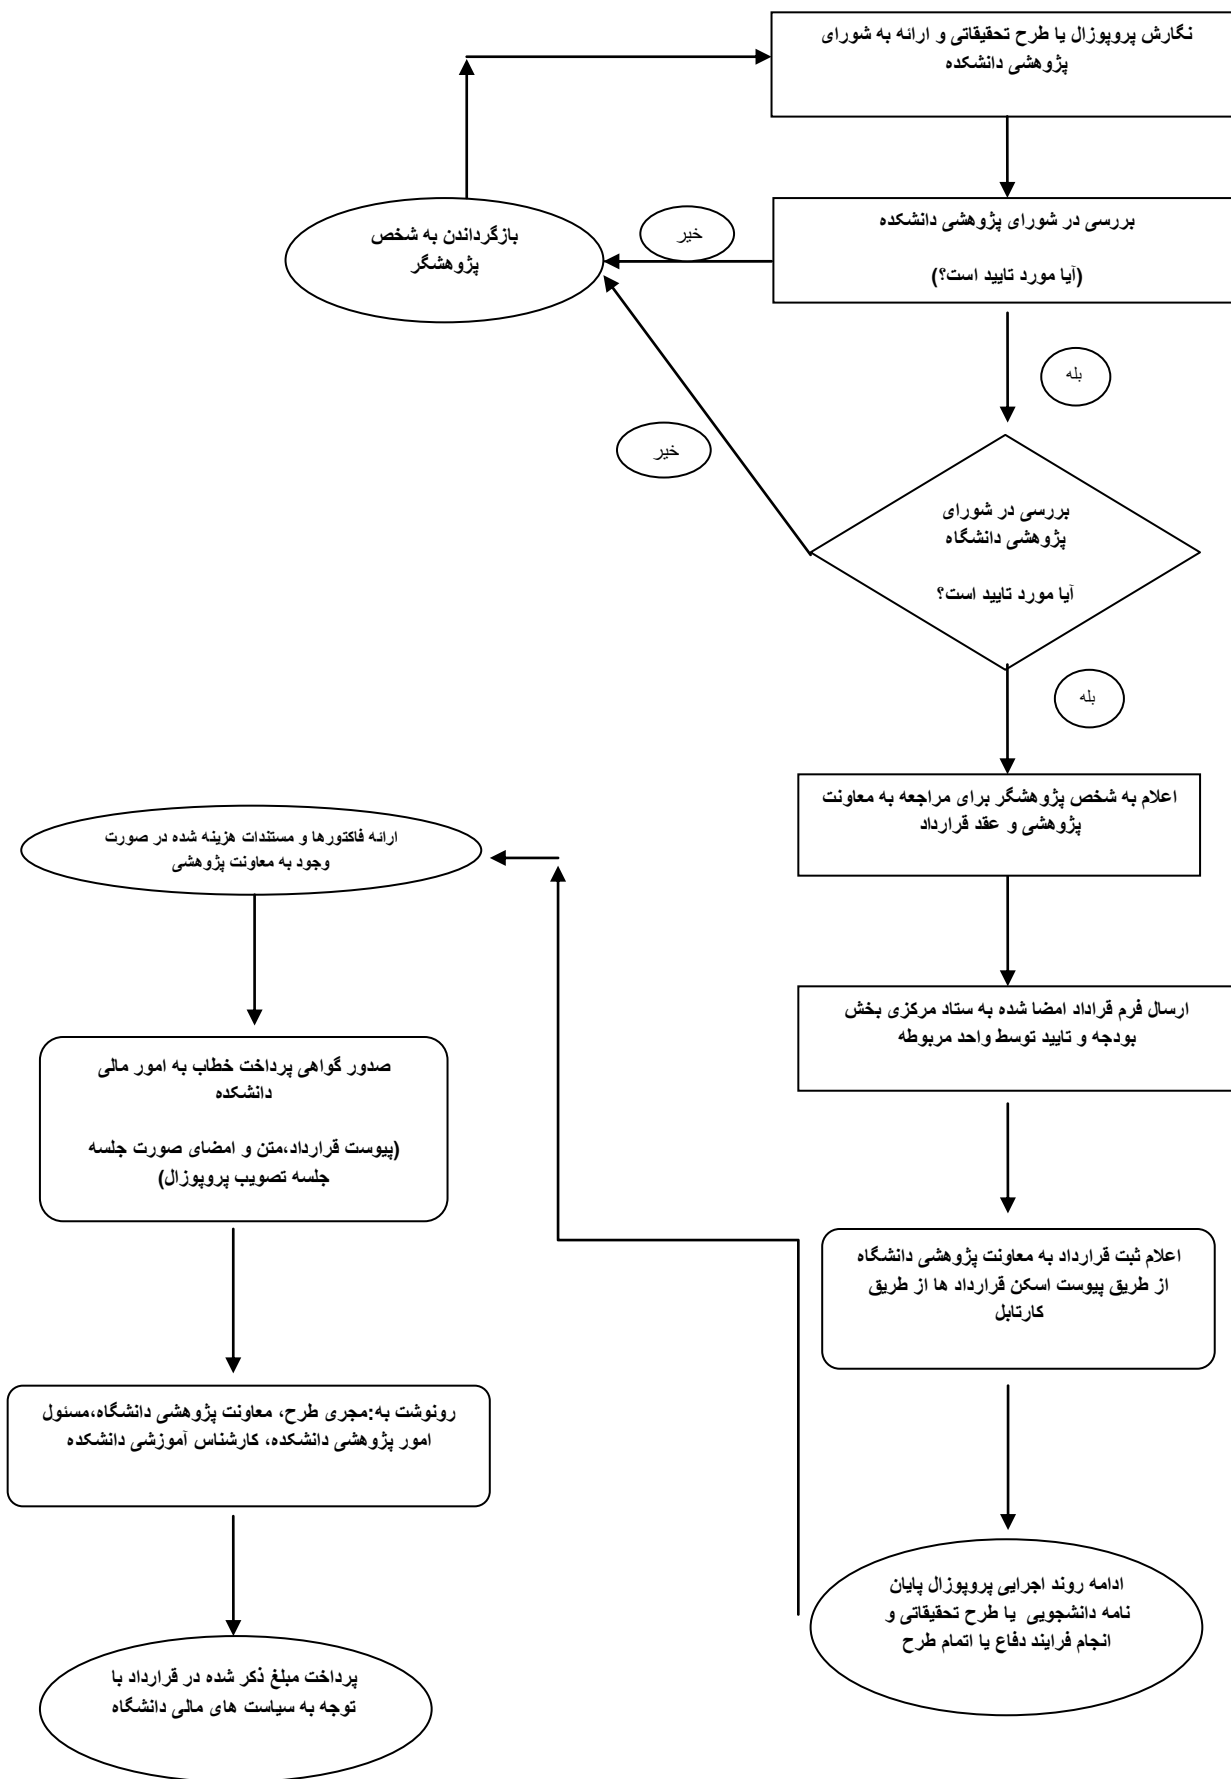 نگارش پروپوزال یا طرح تحقیقاتی و ارائه به شورای
پژوهشی دانشکده
بررسی در شورای پژوهشی دانشکده
(آیا مورد تایید است؟)
خیر
بازگرداندن به شخص
پژوهشگر
بله
خیر
بررسی در شورای
پژوهشی دانشگاه
آیا مورد تایید است؟
بله
اعلام به شخص پژوهشگر برای مراجعه به معاونت
پژوهشی و عقد قرارداد
ارسال فرم قراداد امضا شده به ستاد مرکزی بخش
بودجه و تایید توسط واحد مربوطه
اعلام ثبت قرارداد به معاونت پژوهشی دانشگاه
از طریق پیوست اسکن قرارداد ها از طریق
کارتابل
ادامه روند اجرایی پروپوزال پایان
نامه دانشجویی یا طرح تحقیقاتی و
انجام فرایند دفاع یا اتمام طرح
ارائه فاکتورها و مستندات هزینه شده در صورت
وجود به معاونت پژوهشی
صدور گواهی پرداخت خطاب به امور مالی
دانشکده
(پیوست قرارداد،متن و امضای صورت جلسه
جلسه تصویب پروپوزال)
رونوشت به:مجری طرح، معاونت پژوهشی دانشگاه،مسئول
امور پژوهشی دانشکده، کارشناس آموزشی دانشکده
پرداخت مبلغ ذکر شده در قرارداد با
توجه به سیاست های مالی دانشگاه